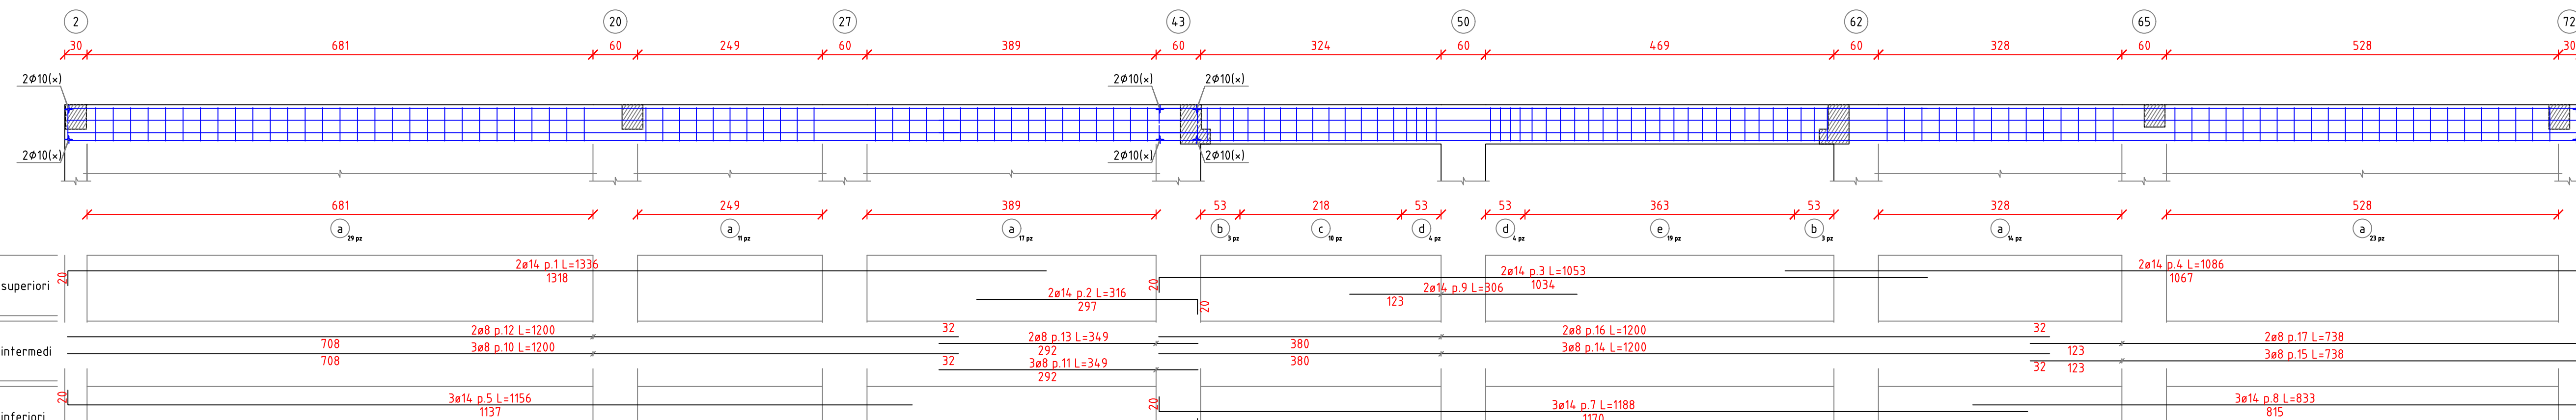 2 20 27 43 50 62 65 72
30 681 60 249 60 389 60 324 60 469 60 328 60 528 30
2Ø10(×) 2Ø10(×) 2Ø10(×)
2Ø10(×) 2Ø10(×) 2Ø10(×)
681 249 389 53 218 53 53 363 53 328 528
a 29 pz a 11 pz a 17 pz b 3 pz c 10 pz d 4 pz d 4 pz e 19 pz b 3 pz a 14 pz a 23 pz
superiori
20 2ø14 p.1 L=1336
1318
20 2ø14 p.3 L=1053
1034
2ø14 p.4 L=1086
1067
2ø14 p.2 L=316
297 20
2ø14 p.9 L=306
123
intermedi
2ø8 p.12 L=1200 32
708
2ø8 p.13 L=349
292
2ø8 p.16 L=1200 32
380
2ø8 p.17 L=738
123
3ø8 p.10 L=1200 32
708
3ø8 p.11 L=349
292
3ø8 p.14 L=1200 32
380
3ø8 p.15 L=738
123
inferiori
20 3ø14 p.5 L=1156
1137
20 3ø14 p.7 L=1188
1170
3ø14 p.8 L=833
815